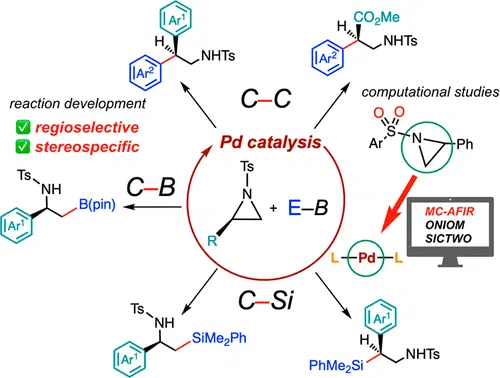 Ar1
H
NHTs
Ar2
CO2Me
H
NHTs
Ar2
reaction development
✅ regioselective
✅ stereospecific
C–C
Pd catalysis
computational studies
O O
S
Ar
N
Ph
Ts
NH
B(pin)
Ar1
C–B
Ts
N
R
+ E–B
L–Pd–L
MC-AFIR
ONIOM
SICTWO
C–Si
Ts
NH
SiMe2Ph
Ar1
Ar1
H
PhMe2Si
NHTs